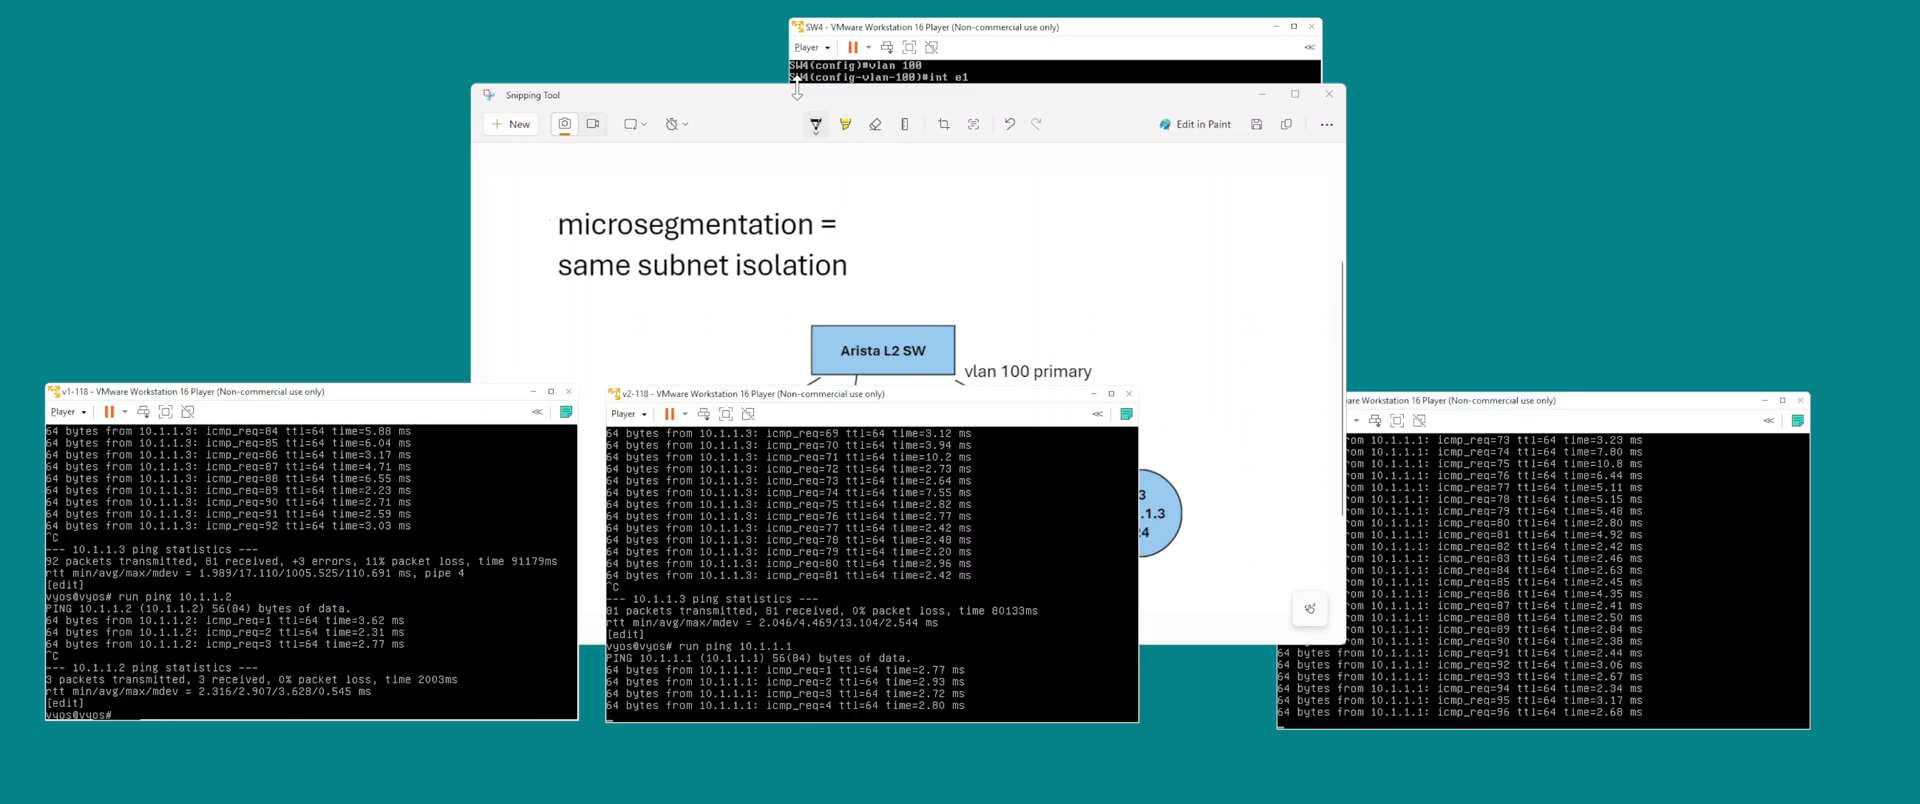 SW4 - VMware Workstation 16 Player (Non-commercial use only)
Player
SW4(config)#vlan 100
SW4(config-vlan-100)#int e1
Snipping Tool
New
Edit in Paint
microsegmentation =
same subnet isolation
Arista L2 SW
vlan 100 primary
3
.1.3
24
v1-118 - VMware Workstation 16 Player (Non-commercial use only)
Player
64 bytes from 10.1.1.3: icmp_req=84 ttl=64 time=5.88 ms
64 bytes from 10.1.1.3: icmp_req=85 ttl=64 time=6.04 ms
64 bytes from 10.1.1.3: icmp_req=86 ttl=64 time=3.17 ms
64 bytes from 10.1.1.3: icmp_req=87 ttl=64 time=4.71 ms
64 bytes from 10.1.1.3: icmp_req=88 ttl=64 time=6.55 ms
64 bytes from 10.1.1.3: icmp_req=89 ttl=64 time=2.23 ms
64 bytes from 10.1.1.3: icmp_req=90 ttl=64 time=2.71 ms
64 bytes from 10.1.1.3: icmp_req=91 ttl=64 time=2.59 ms
64 bytes from 10.1.1.3: icmp_req=92 ttl=64 time=3.03 ms
^C
--- 10.1.1.3 ping statistics ---
92 packets transmitted, 81 received, +3 errors, 11% packet loss, time 91179ms
rtt min/avg/max/mdev = 1.989/17.110/1005.525/110.691 ms, pipe 4
[edit]
vyos@vyos# run ping 10.1.1.2
PING 10.1.1.2 (10.1.1.2) 56(84) bytes of data.
64 bytes from 10.1.1.2: icmp_req=1 ttl=64 time=3.62 ms
64 bytes from 10.1.1.2: icmp_req=2 ttl=64 time=2.31 ms
64 bytes from 10.1.1.2: icmp_req=3 ttl=64 time=2.77 ms
^C
--- 10.1.1.2 ping statistics ---
3 packets transmitted, 3 received, 0% packet loss, time 2003ms
rtt min/avg/max/mdev = 2.316/2.907/3.628/0.545 ms
[edit]
vyos@vyos#
v2-118 - VMware Workstation 16 Player (Non-commercial use only)
Player
64 bytes from 10.1.1.3: icmp_req=69 ttl=64 time=3.12 ms
64 bytes from 10.1.1.3: icmp_req=70 ttl=64 time=3.94 ms
64 bytes from 10.1.1.3: icmp_req=71 ttl=64 time=10.2 ms
64 bytes from 10.1.1.3: icmp_req=72 ttl=64 time=2.73 ms
64 bytes from 10.1.1.3: icmp_req=73 ttl=64 time=2.64 ms
64 bytes from 10.1.1.3: icmp_req=74 ttl=64 time=7.55 ms
64 bytes from 10.1.1.3: icmp_req=75 ttl=64 time=2.82 ms
64 bytes from 10.1.1.3: icmp_req=76 ttl=64 time=2.77 ms
64 bytes from 10.1.1.3: icmp_req=77 ttl=64 time=2.42 ms
64 bytes from 10.1.1.3: icmp_req=78 ttl=64 time=2.48 ms
64 bytes from 10.1.1.3: icmp_req=79 ttl=64 time=2.20 ms
64 bytes from 10.1.1.3: icmp_req=80 ttl=64 time=2.96 ms
64 bytes from 10.1.1.3: icmp_req=81 ttl=64 time=2.42 ms
^C
--- 10.1.1.3 ping statistics ---
81 packets transmitted, 81 received, 0% packet loss, time 80133ms
rtt min/avg/max/mdev = 2.046/4.469/13.104/2.544 ms
[edit]
vyos@vyos# run ping 10.1.1.1
PING 10.1.1.1 (10.1.1.1) 56(84) bytes of data.
64 bytes from 10.1.1.1: icmp_req=1 ttl=64 time=2.77 ms
64 bytes from 10.1.1.1: icmp_req=2 ttl=64 time=2.93 ms
64 bytes from 10.1.1.1: icmp_req=3 ttl=64 time=2.72 ms
64 bytes from 10.1.1.1: icmp_req=4 ttl=64 time=2.80 ms
ware Workstation 16 Player (Non-commercial use only)
rom 10.1.1.1: icmp_req=73 ttl=64 time=3.23 ms
rom 10.1.1.1: icmp_req=74 ttl=64 time=7.80 ms
rom 10.1.1.1: icmp_req=75 ttl=64 time=10.8 ms
rom 10.1.1.1: icmp_req=76 ttl=64 time=6.44 ms
rom 10.1.1.1: icmp_req=77 ttl=64 time=5.11 ms
rom 10.1.1.1: icmp_req=78 ttl=64 time=5.15 ms
rom 10.1.1.1: icmp_req=79 ttl=64 time=5.48 ms
rom 10.1.1.1: icmp_req=80 ttl=64 time=2.80 ms
rom 10.1.1.1: icmp_req=81 ttl=64 time=4.92 ms
rom 10.1.1.1: icmp_req=82 ttl=64 time=2.42 ms
rom 10.1.1.1: icmp_req=83 ttl=64 time=2.46 ms
rom 10.1.1.1: icmp_req=84 ttl=64 time=2.63 ms
rom 10.1.1.1: icmp_req=85 ttl=64 time=2.45 ms
rom 10.1.1.1: icmp_req=86 ttl=64 time=4.35 ms
rom 10.1.1.1: icmp_req=87 ttl=64 time=2.41 ms
rom 10.1.1.1: icmp_req=88 ttl=64 time=2.50 ms
rom 10.1.1.1: icmp_req=89 ttl=64 time=2.84 ms
rom 10.1.1.1: icmp_req=90 ttl=64 time=2.38 ms
64 bytes from 10.1.1.1: icmp_req=91 ttl=64 time=2.44 ms
64 bytes from 10.1.1.1: icmp_req=92 ttl=64 time=3.06 ms
64 bytes from 10.1.1.1: icmp_req=93 ttl=64 time=2.67 ms
64 bytes from 10.1.1.1: icmp_req=94 ttl=64 time=2.34 ms
64 bytes from 10.1.1.1: icmp_req=95 ttl=64 time=3.17 ms
64 bytes from 10.1.1.1: icmp_req=96 ttl=64 time=2.68 ms